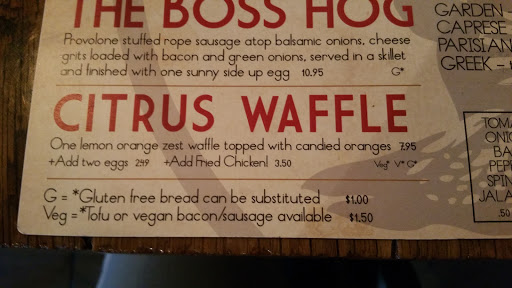 THE BOSS HOG
Provolone stuffed rope sausage atop balsamic onions, cheese
grits loaded with bacon and green onions, served in a skillet
and finished with one sunny side up egg 10.95 G*
CITRUS WAFFLE
One lemon orange zest waffle topped with candied oranges 7.95
+Add two eggs 2.49 +Add Fried Chicken! 3.50 Veg* V* G*
G = *Gluten free bread can be substituted $1.00
Veg = *Tofu or vegan bacon/sausage available $1.50
GARDEN -
CAPRESE
PARISIAN
GREEK -
TOMA
ONIO
BA
PEPP
SPIN
JALA
.50